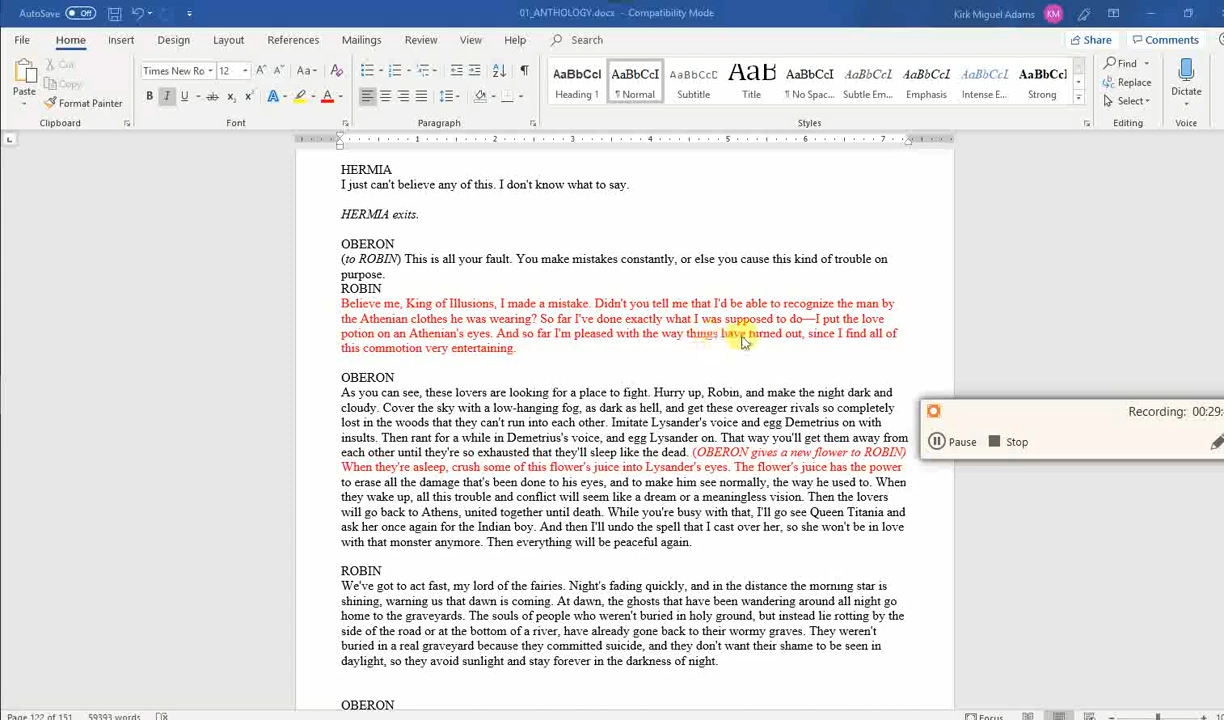 AutoSave Off 01_ANTHOLOGY.docx - Compatibility Mode Kirk Miguel Adams KM
File Home Insert Design Layout References Mailings Review View Help Search Share Comments
Cut
Copy
Paste
Format Painter
Clipboard
Times New Ro 12
Font
Paragraph
AaBbCcI AaBbCcI AaBbCcD AaB AaBbCcI AaBbCcD AaBbCcI AaBbCcI AaBbCc
Heading 1 ¶ Normal Subtitle Title ¶ No Spac... Subtle Em... Emphasis Intense E... Strong
Styles
Find
Replace
Select
Editing
Dictate
Voice
1 2 3 4 5 6 7
HERMIA
I just can't believe any of this. I don't know what to say.
HERMIA exits.
OBERON
(to ROBIN) This is all your fault. You make mistakes constantly, or else you cause this kind of trouble on
purpose.
ROBIN
Believe me, King of Illusions, I made a mistake. Didn't you tell me that I'd be able to recognize the man by
the Athenian clothes he was wearing? So far I've done exactly what I was supposed to do—I put the love
potion on an Athenian's eyes. And so far I'm pleased with the way things have turned out, since I find all of
this commotion very entertaining.
OBERON
As you can see, these lovers are looking for a place to fight. Hurry up, Robin, and make the night dark and
cloudy. Cover the sky with a low-hanging fog, as dark as hell, and get these overeager rivals so completely
lost in the woods that they can't run into each other. Imitate Lysander's voice and egg Demetrius on with
insults. Then rant for a while in Demetrius's voice, and egg Lysander on. That way you'll get them away from
each other until they're so exhausted that they'll sleep like the dead. (OBERON gives a new flower to ROBIN)
When they're asleep, crush some of this flower's juice into Lysander's eyes. The flower's juice has the power
to erase all the damage that's been done to his eyes, and to make him see normally, the way he used to. When
they wake up, all this trouble and conflict will seem like a dream or a meaningless vision. Then the lovers
will go back to Athens, united together until death. While you're busy with that, I'll go see Queen Titania and
ask her once again for the Indian boy. And then I'll undo the spell that I cast over her, so she won't be in love
with that monster anymore. Then everything will be peaceful again.
ROBIN
We've got to act fast, my lord of the fairies. Night's fading quickly, and in the distance the morning star is
shining, warning us that dawn is coming. At dawn, the ghosts that have been wandering around all night go
home to the graveyards. The souls of people who weren't buried in holy ground, but instead lie rotting by the
side of the road or at the bottom of a river, have already gone back to their wormy graves. They weren't
buried in a real graveyard because they committed suicide, and they don't want their shame to be seen in
daylight, so they avoid sunlight and stay forever in the darkness of night.
OBERON
Recording: 00:29:
Pause Stop
Page 122 of 151 59393 words Focus